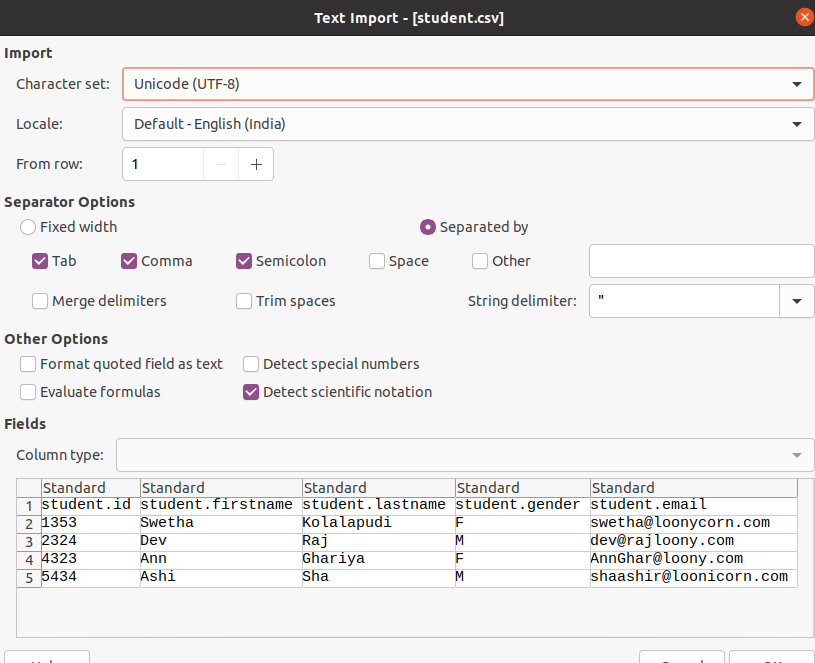 Text Import - [student.csv]
Import
Character set: Unicode (UTF-8)
Locale: Default - English (India)
From row: 1 − +
Separator Options
Fixed width Separated by
Tab Comma Semicolon Space Other
Merge delimiters Trim spaces String delimiter: "
Other Options
Format quoted field as text Detect special numbers
Evaluate formulas Detect scientific notation
Fields
Column type:
Standard Standard Standard Standard Standard
1 student.id student.firstname student.lastname student.gender student.email
2 1353 Swetha Kolalapudi F swetha@loonycorn.com
3 2324 Dev Raj M dev@rajloony.com
4 4323 Ann Ghariya F AnnGhar@loony.com
5 5434 Ashi Sha M shaashir@loonicorn.com